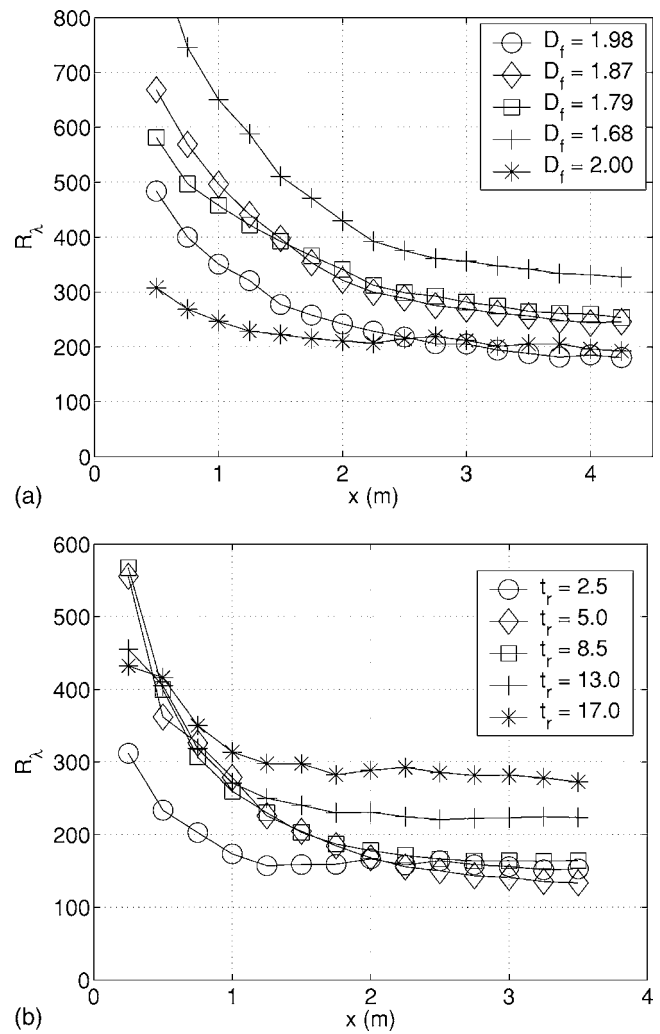 800
700
600
500
400
300
200
100
0
R_λ
D_f = 1.98
D_f = 1.87
D_f = 1.79
D_f = 1.68
D_f = 2.00
0 1 2 3 4
x (m)
(a)
600
500
400
300
200
100
0
R_λ
t_r = 2.5
t_r = 5.0
t_r = 8.5
t_r = 13.0
t_r = 17.0
0 1 2 3 4
x (m)
(b)